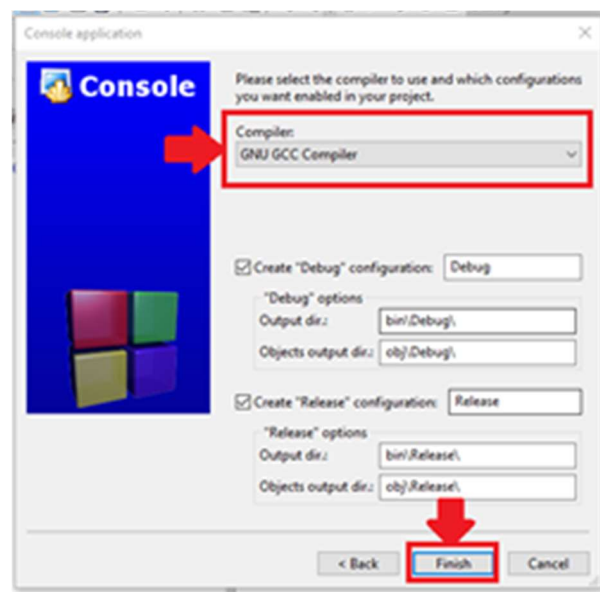 Console application
Console
Please select the compiler to use and which configurations
you want enabled in your project.
Compiler:
GNU GCC Compiler
Create "Debug" configuration: Debug
"Debug" options
Output dir.: bin\Debug\
Objects output dir.: obj\Debug\
Create "Release" configuration: Release
"Release" options
Output dir.: bin\Release\
Objects output dir.: obj\Release\
< Back Finish Cancel